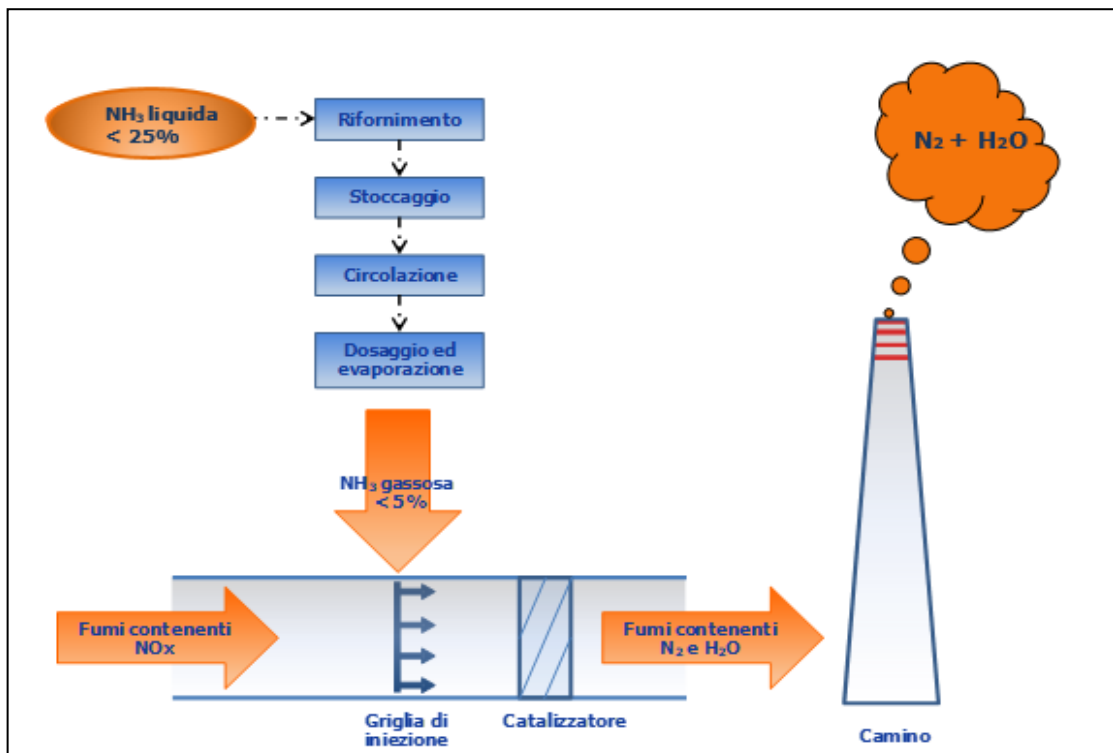 NH₃ liquida
< 25%
Rifornimento
Stoccaggio
Circolazione
Dosaggio ed
evaporazione
NH₃ gassosa
< 5%
Fumi contenenti
NOx
Griglia di
iniezione
Catalizzatore
Fumi contenenti
N₂ e H₂O
Camino
N₂ + H₂O